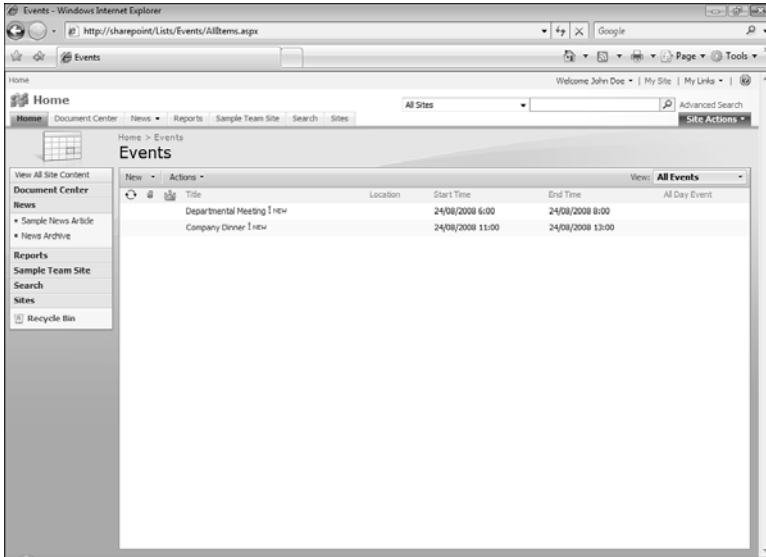 Events - Windows Internet Explorer
http://sharepoint/Lists/Events/AllItems.aspx
Google
Events
Page
Tools
Home
Welcome John Doe | My Site | My Links
Home
All Sites
Advanced Search
Home Document Center News Reports Sample Team Site Search Sites
Site Actions
Home > Events
Events
View All Site Content
Document Center
News
Sample News Article
News Archive
Reports
Sample Team Site
Search
Sites
Recycle Bin
New Actions
View: All Events
Title Location Start Time End Time All Day Event
Departmental Meeting ! NEW 24/08/2008 6:00 24/08/2008 8:00
Company Dinner ! NEW 24/08/2008 11:00 24/08/2008 13:00